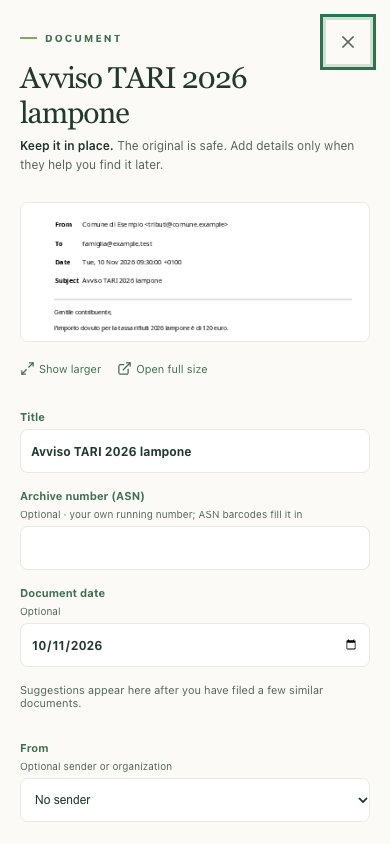 DOCUMENT
Avviso TARI 2026
lampone
Keep it in place. The original is safe. Add details only when
they help you find it later.
From Comune di Esempio <tributi@comune.example>
To famiglia@example.test
Date Tue, 10 Nov 2026 09:30:00 +0100
Subject Avviso TARI 2026 lampone
Gentile contribuente,
l'importo dovuto per la tassa rifiuti 2026 lampone è di 120 euro.
Show larger Open full size
Title
Avviso TARI 2026 lampone
Archive number (ASN)
Optional · your own running number; ASN barcodes fill it in
Document date
Optional
10/11/2026
Suggestions appear here after you have filed a few similar
documents.
From
Optional sender or organization
No sender